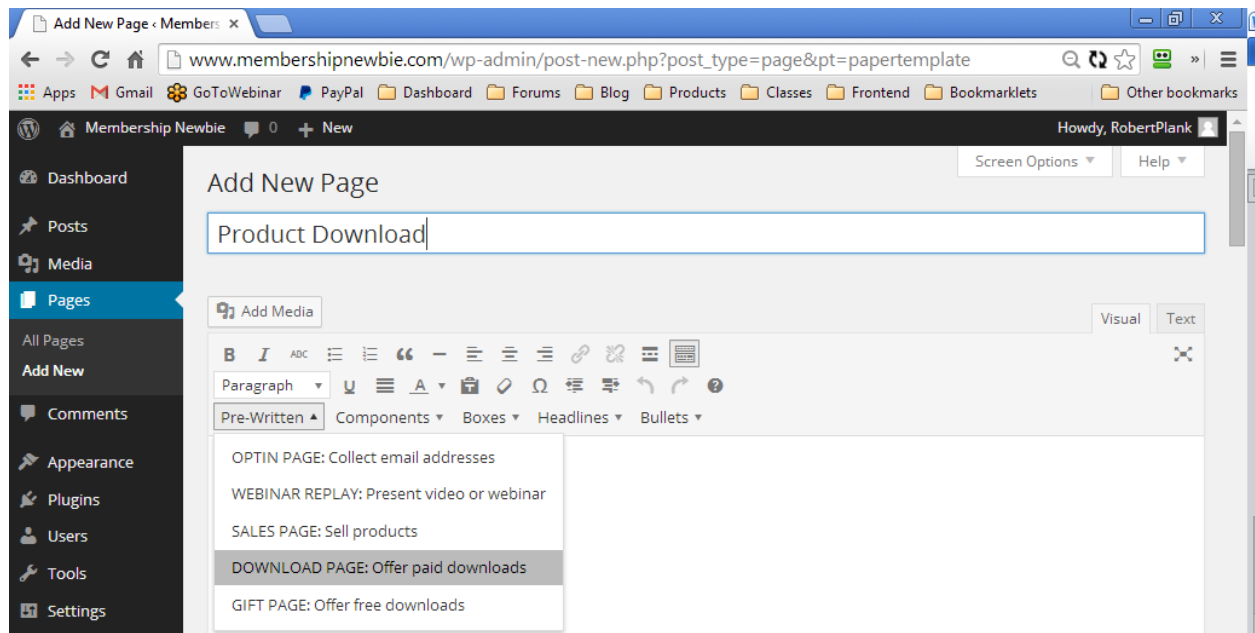 Add New Page ‹ Members
www.membershipnewbie.com/wp-admin/post-new.php?post_type=page&pt=papertemplate
Apps Gmail GoToWebinar PayPal Dashboard Forums Blog Products Classes Frontend Bookmarklets Other bookmarks
Membership Newbie 0 + New Howdy, RobertPlank
Screen Options Help
Dashboard
Add New Page
Posts
Product Download
Media
Pages
Add Media
Visual Text
All Pages
B I ABC
Add New
Paragraph U A Ω
Comments
Pre-Written Components Boxes Headlines Bullets
Appearance
OPTIN PAGE: Collect email addresses
Plugins
WEBINAR REPLAY: Present video or webinar
Users
SALES PAGE: Sell products
Tools
DOWNLOAD PAGE: Offer paid downloads
Settings
GIFT PAGE: Offer free downloads